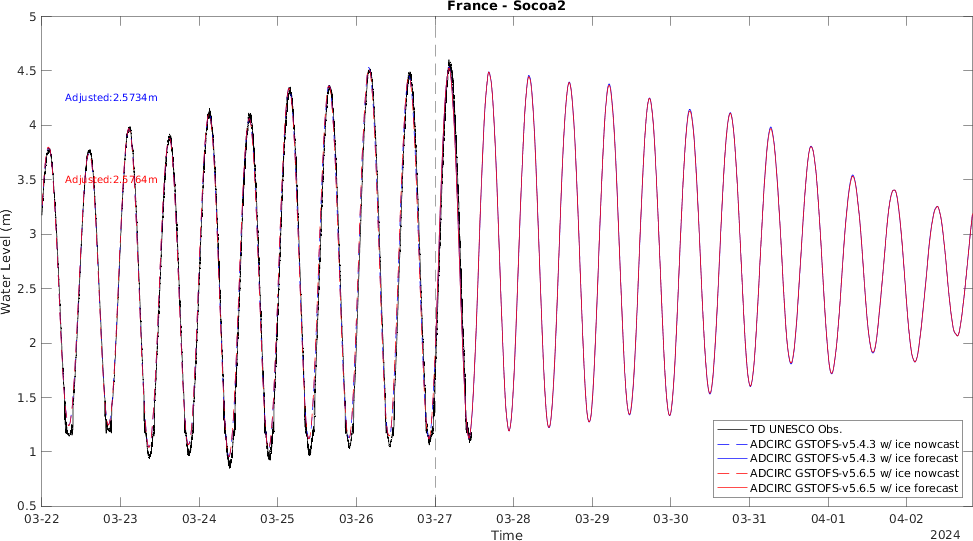 France - Socoa2
5
4.5
4
3.5
3
2.5
2
1.5
1
0.5
Water Level (m)
Adjusted:2.5734m
Adjusted:2.5764m
TD UNESCO Obs.
ADCIRC GSTOFS-v5.4.3 w/ ice nowcast
ADCIRC GSTOFS-v5.4.3 w/ ice forecast
ADCIRC GSTOFS-v5.6.5 w/ ice nowcast
ADCIRC GSTOFS-v5.6.5 w/ ice forecast
03-22 03-23 03-24 03-25 03-26 03-27 03-28 03-29 03-30 03-31 04-01 04-02
Time
2024